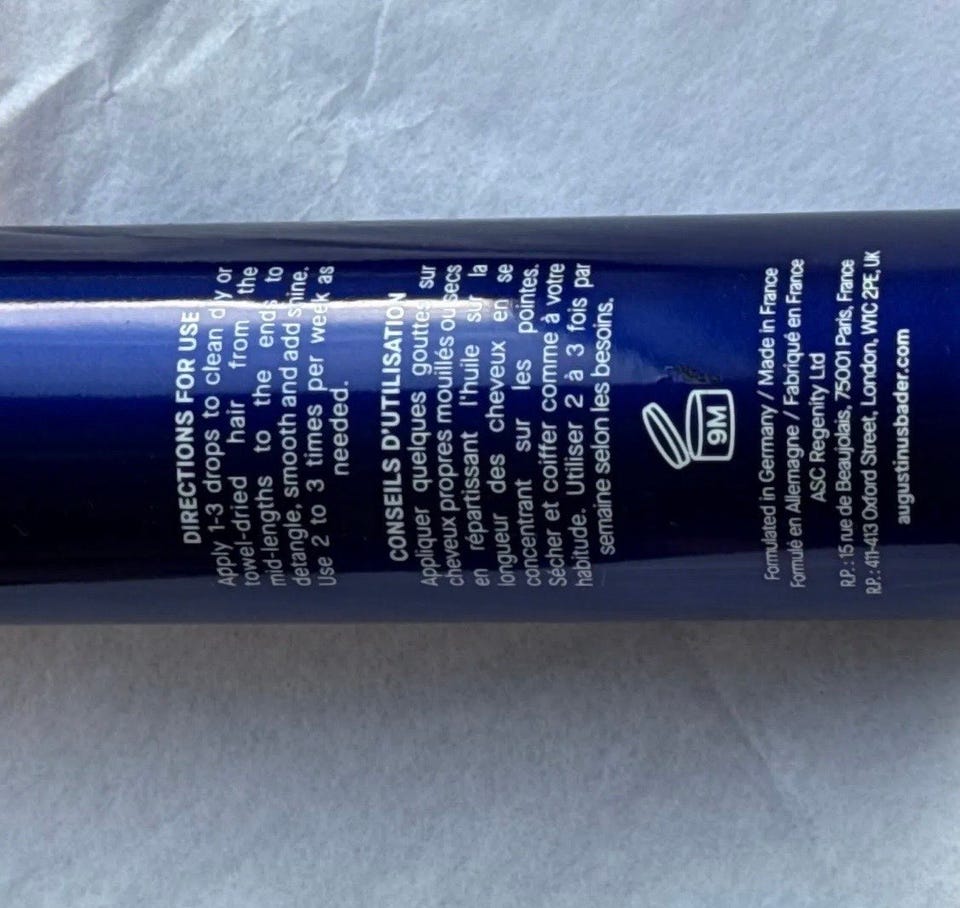 DIRECTIONS FOR USE
Apply 1-3 drops to clean dry or
towel-dried hair from the
mid-lengths to the ends to
detangle, smooth and add shine.
Use 2 to 3 times per week as
needed.
CONSEILS D'UTILISATION
Appliquer quelques gouttes sur
cheveux propres mouillés ou secs
en répartissant l'huile sur la
longueur des cheveux en se
concentrant sur les pointes.
Sécher et coiffer comme à votre
habitude. Utiliser 2 à 3 fois par
semaine selon les besoins.
9M
Formulated in Germany / Made in France
Formulé en Allemagne / Fabriqué en France
ASC Regenity Ltd
R.P.: 15 rue de Beaujolais, 75001 Paris, France
R.P.: 411-413 Oxford Street, London, W1C 2PE, UK
augustinusbader.com